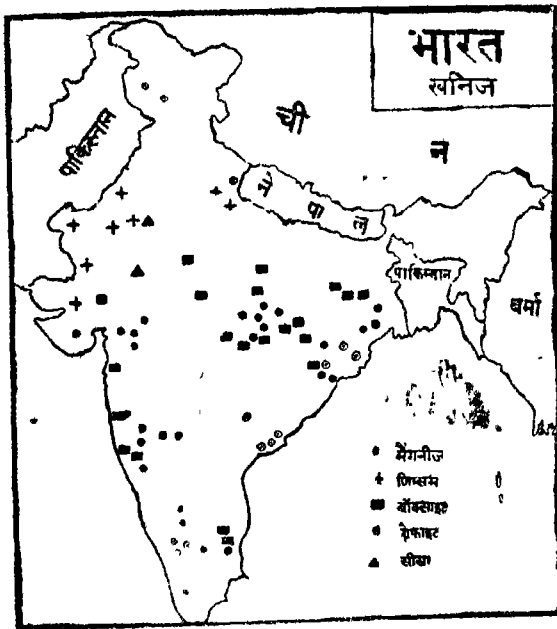 भारत
खनिज
पाकिस्तान
ची
न
ने
पा
ल
पाकिस्तान
बर्मा
मैंगनीज
जिप्सम
बॉक्साइट
ग्रेफाइट
सीसा